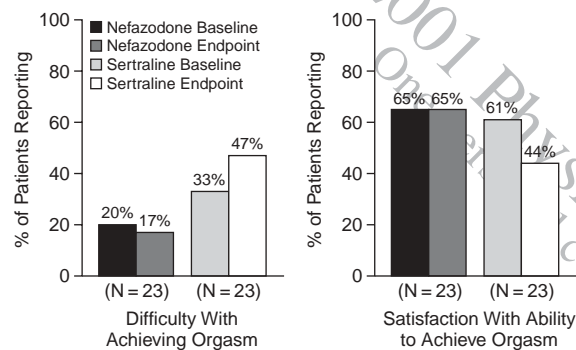 100
80
60
40
20
0
% of Patients Reporting
Nefazodone Baseline
Nefazodone Endpoint
Sertraline Baseline
Sertraline Endpoint
20%
17%
33%
47%
(N = 23)
(N = 23)
Difficulty With
Achieving Orgasm
100
80
60
40
20
0
% of Patients Reporting
65%
65%
61%
44%
(N = 23)
(N = 23)
Satisfaction With Ability
to Achieve Orgasm
2001
One